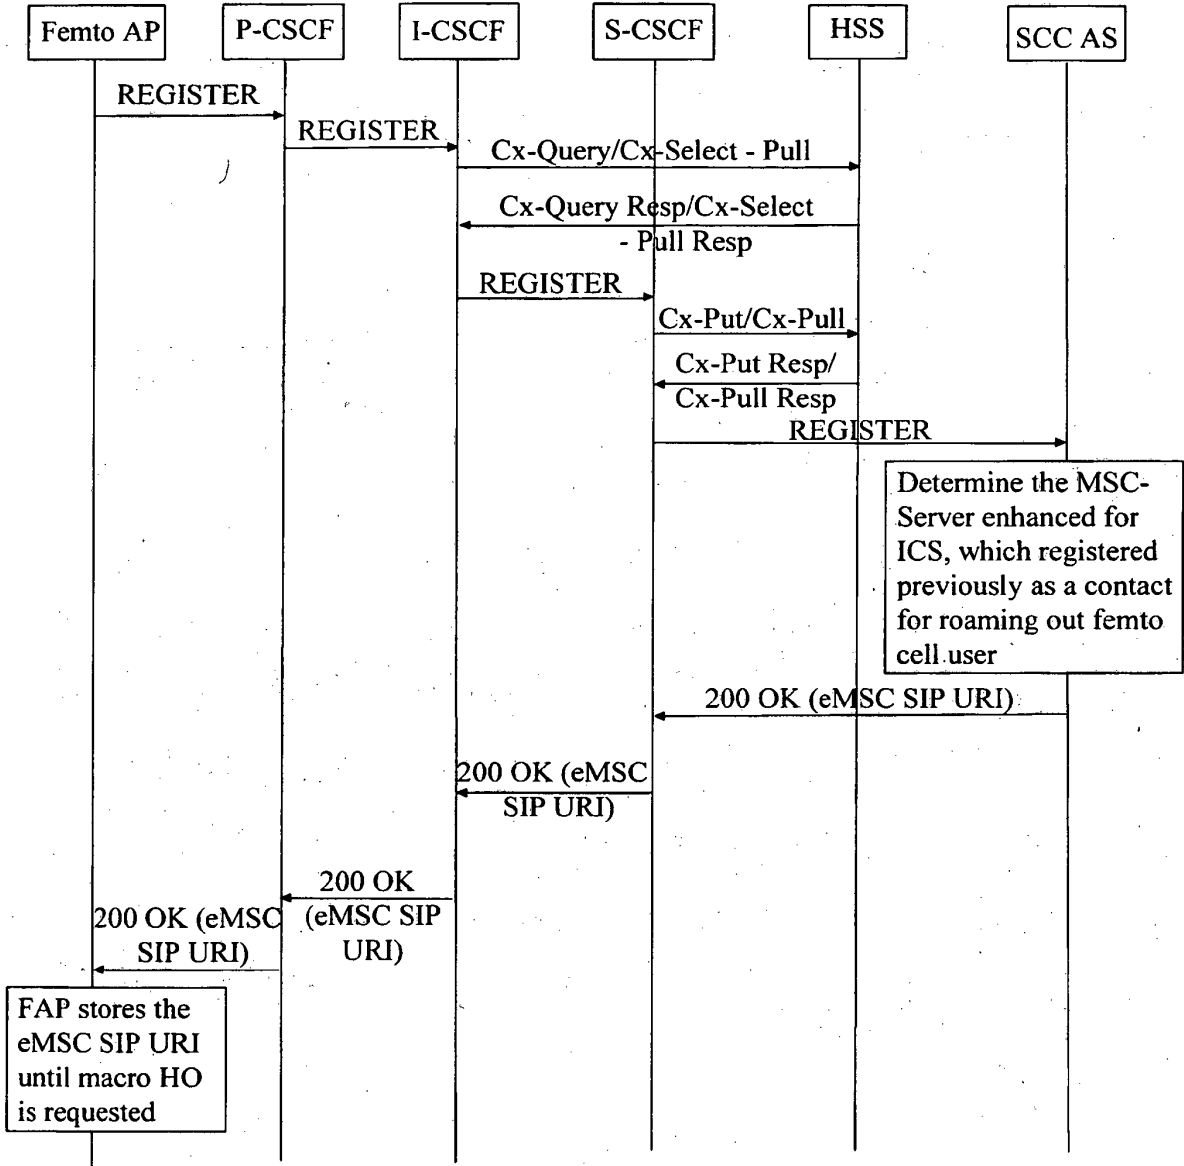 Femto AP
P-CSCF
I-CSCF
S-CSCF
HSS
SCC AS
REGISTER
REGISTER
Cx-Query/Cx-Select - Pull
Cx-Query Resp/Cx-Select
- Pull Resp
REGISTER
Cx-Put/Cx-Pull
Cx-Put Resp/
Cx-Pull Resp
REGISTER
Determine the MSC-
Server enhanced for
ICS, which registered
previously as a contact
for roaming out femto
cell user
200 OK (eMSC SIP URI)
200 OK (eMSC
SIP URI)
200 OK
(eMSC SIP
URI)
200 OK (eMSC
SIP URI)
FAP stores the
eMSC SIP URI
until macro HO
is requested